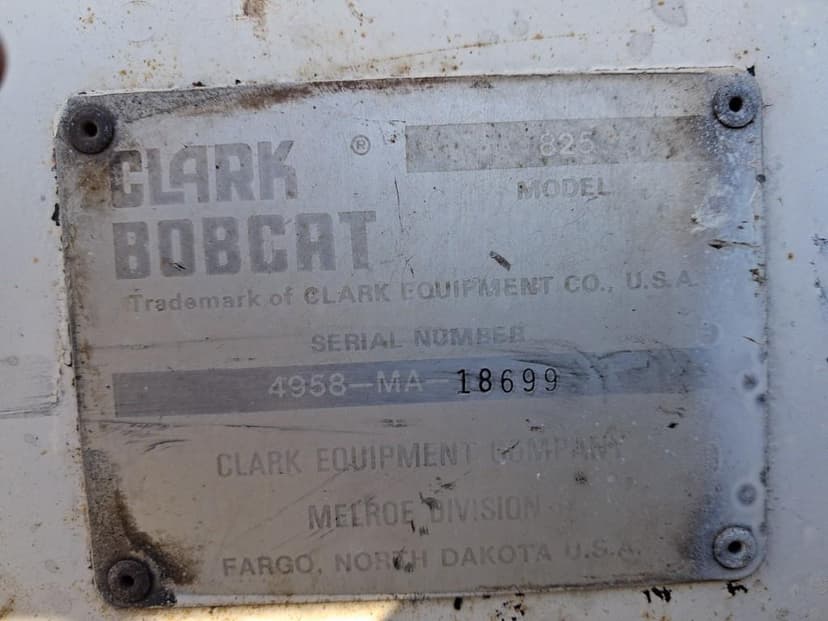 CLARK ® 825
BOBCAT MODEL
Trademark of CLARK EQUIPMENT CO., U.S.A.
SERIAL NUMBER
4958-MA-18699
CLARK EQUIPMENT COMPANY
MELROE DIVISION
FARGO, NORTH DAKOTA U.S.A.